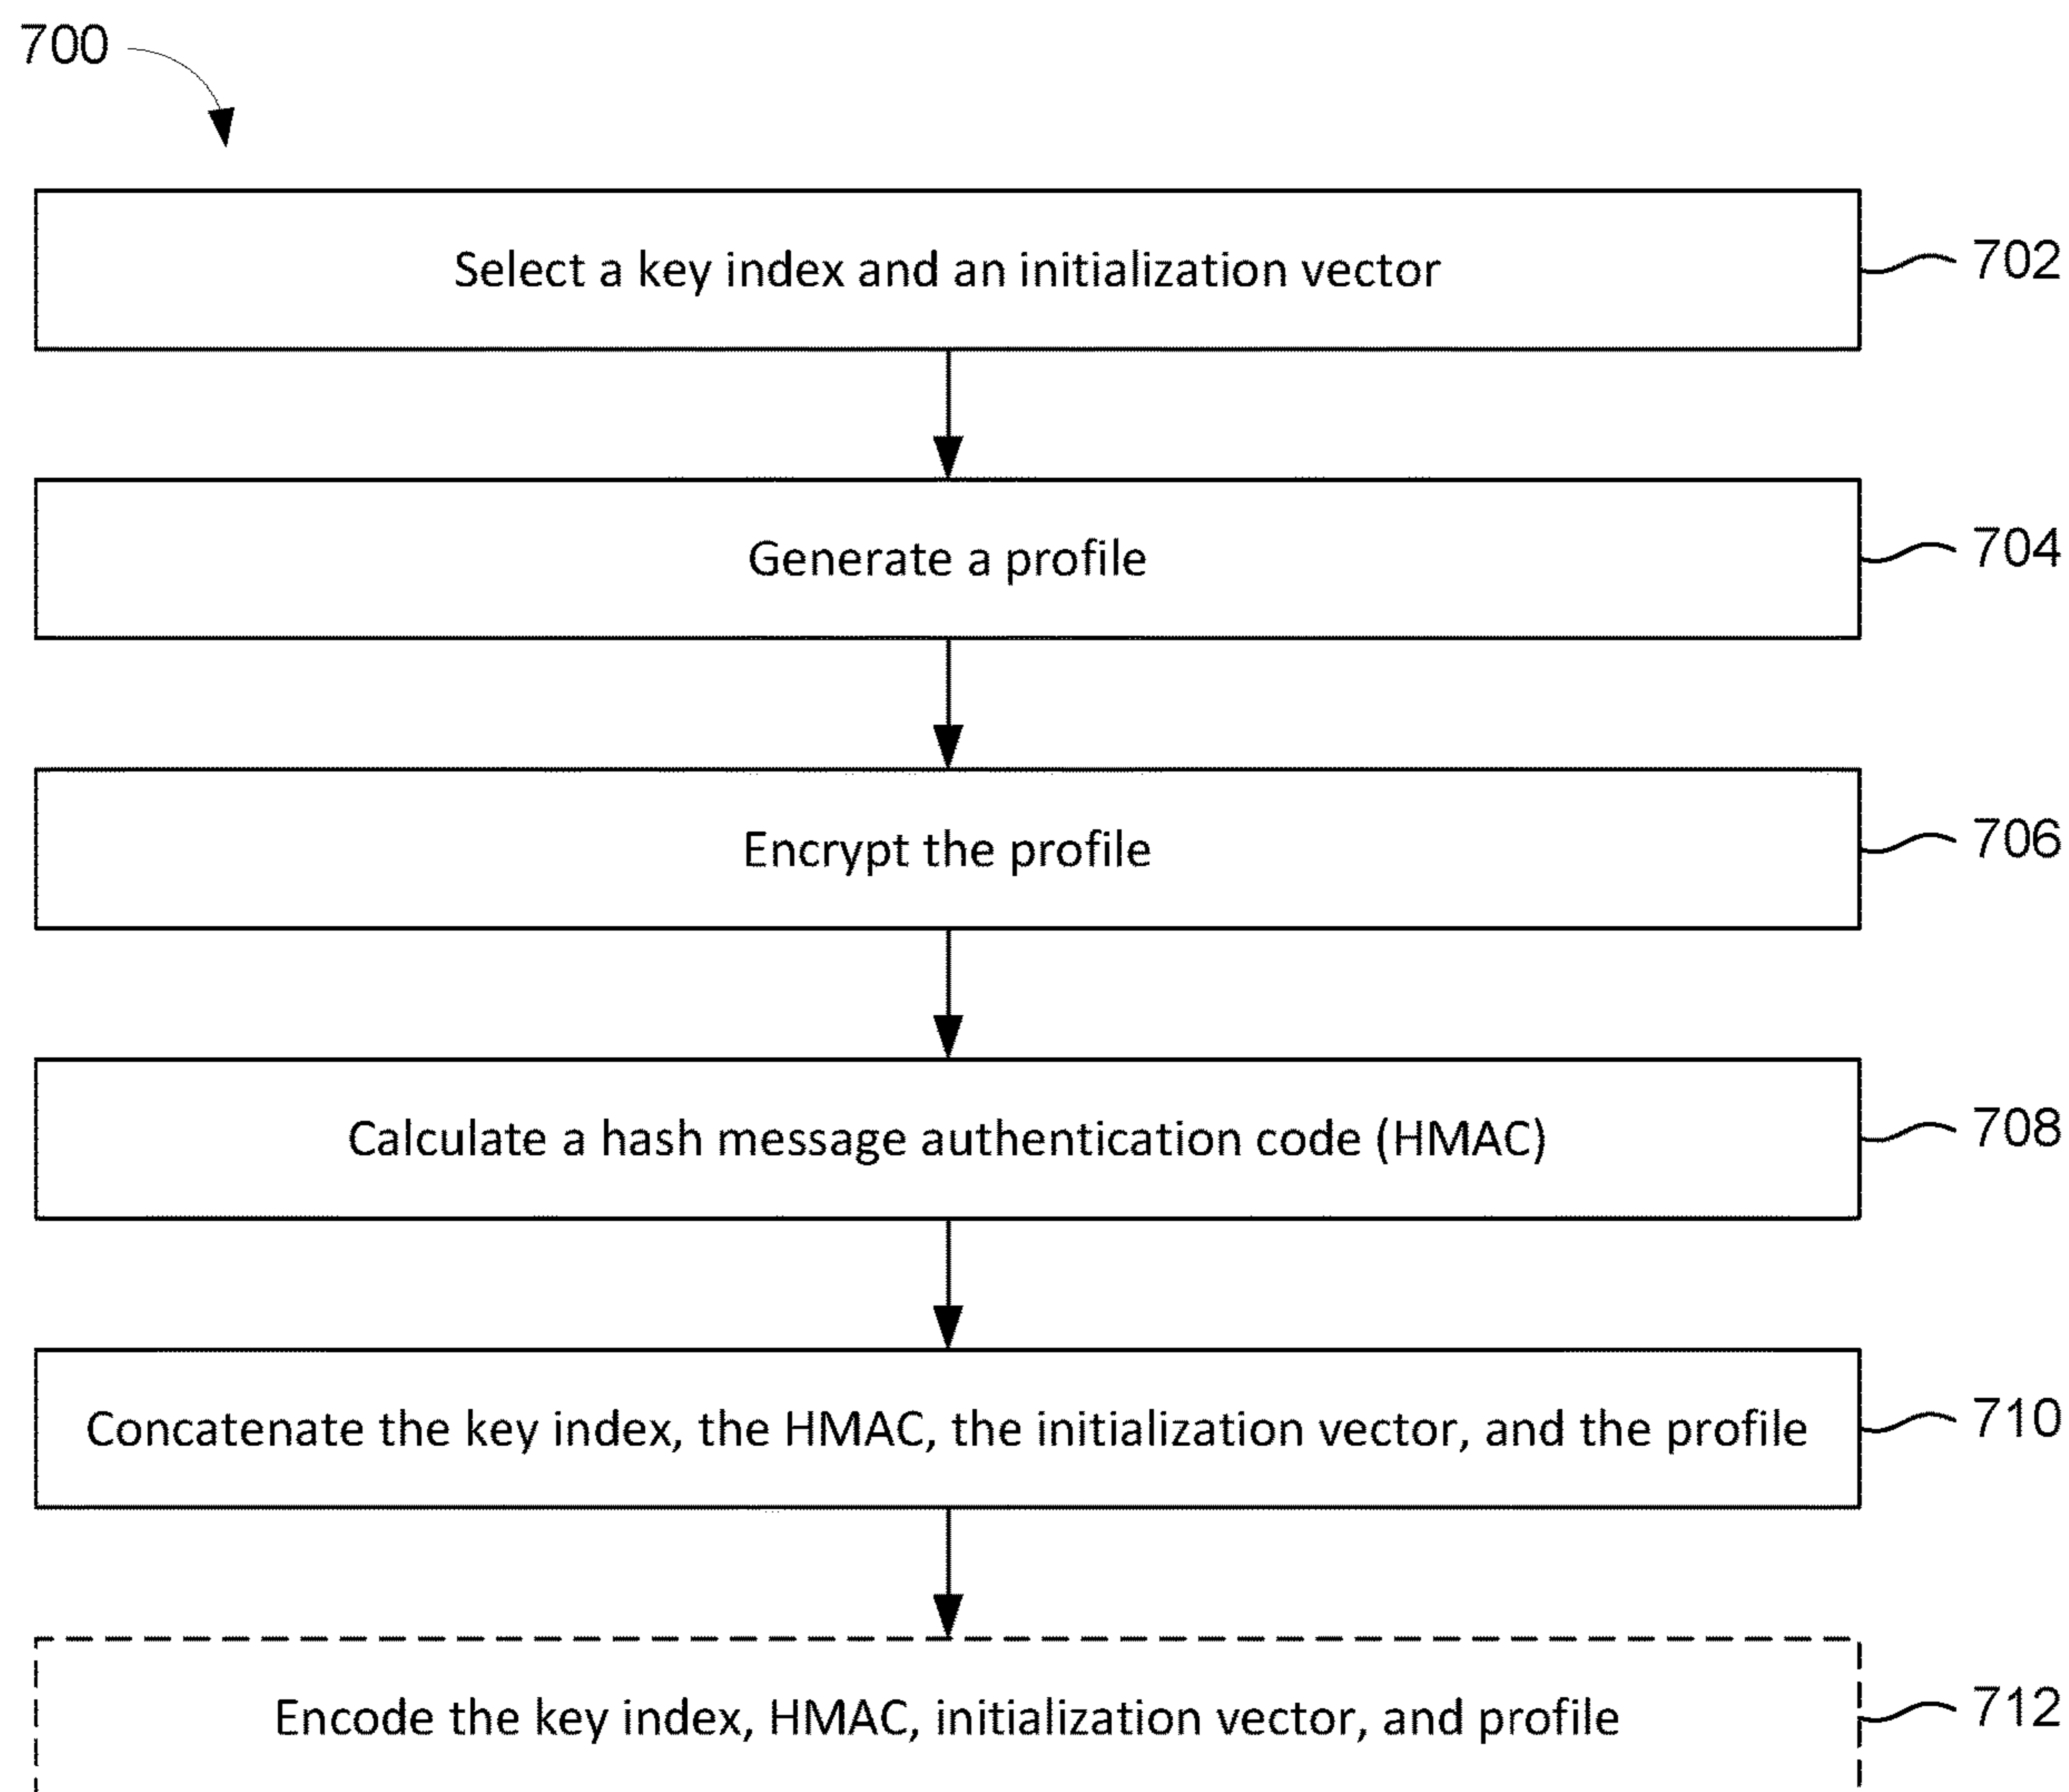 700
Select a key index and an initialization vector
702
Generate a profile
704
Encrypt the profile
706
Calculate a hash message authentication code (HMAC)
708
Concatenate the key index, the HMAC, the initialization vector, and the profile
710
Encode the key index, HMAC, initialization vector, and profile
712